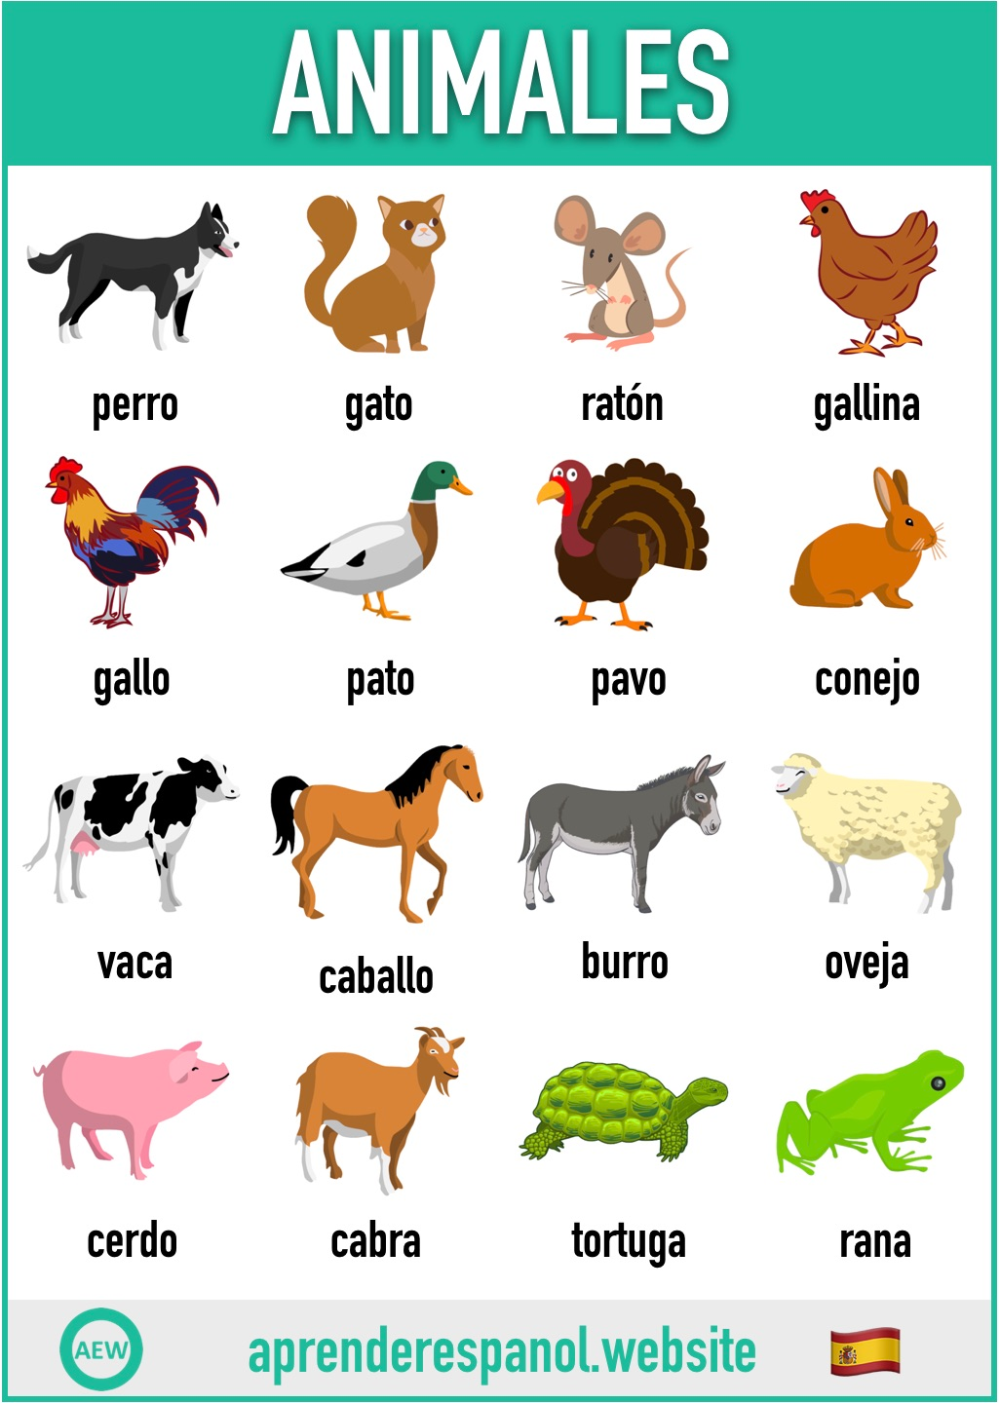 ANIMALES
perro gato ratón gallina
gallo pato pavo conejo
vaca caballo burro oveja
cerdo cabra tortuga rana
AEW aprenderespanol.website